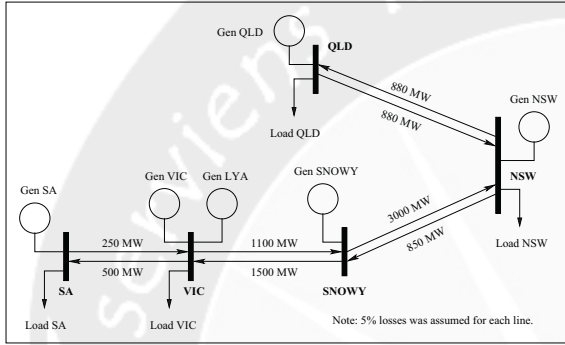 Gen QLD
QLD
880 MW
880 MW
Gen NSW
Load QLD
NSW
Gen SA
Gen VIC
Gen LYA
Gen SNOWY
3000 MW
850 MW
250 MW
1100 MW
500 MW
1500 MW
Load NSW
SA
VIC
SNOWY
Load SA
Load VIC
Note: 5% losses was assumed for each line.
serviens i